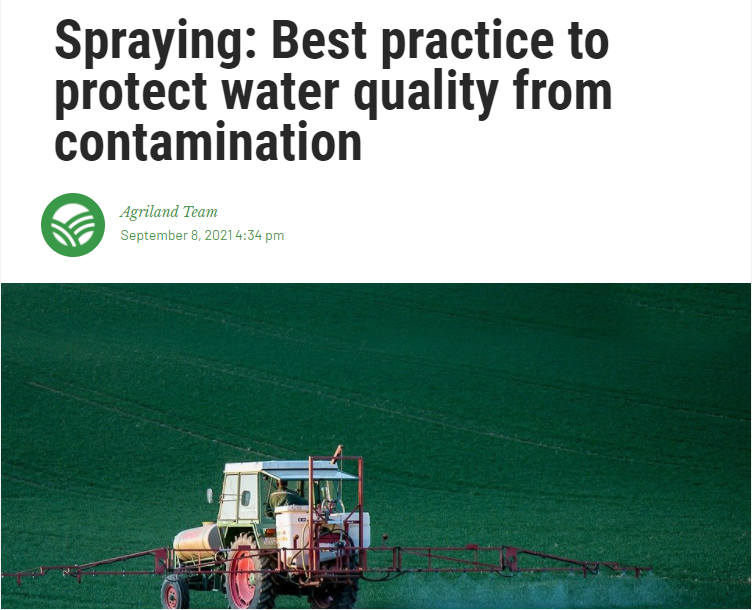 Spraying: Best practice to
protect water quality from
contamination
Agriland Team
September 8, 2021 4:34 pm